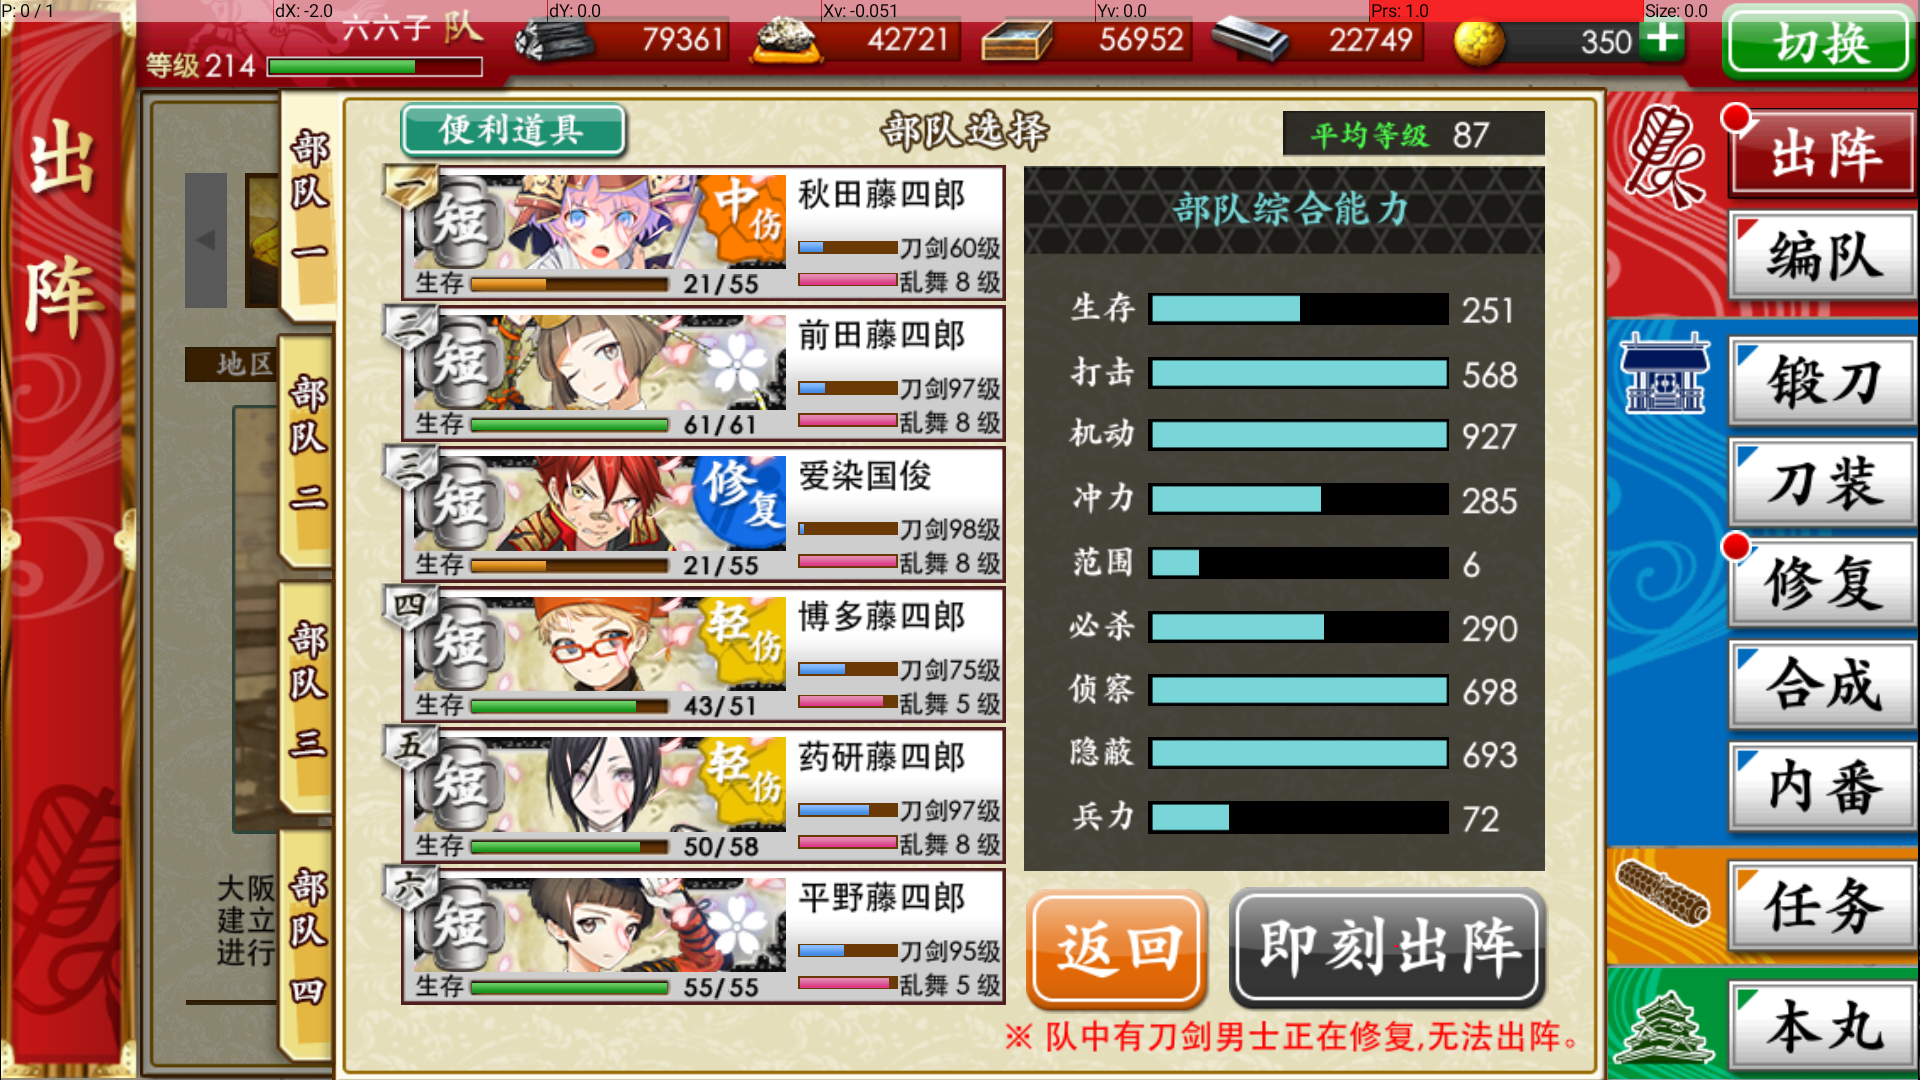 P: 0 / 1
dX: -2.0
dY: 0.0
Xv: -0.051
Yv: 0.0
Prs: 1.0
Size: 0.0
六六子 队
等级 214
79361
42721
56952
22749
350
切换
出阵
地区
大阪
建立
进行
部队一
部队二
部队三
部队四
便利道具
部队选择
平均等级 87
一
短
中伤
秋田藤四郎
刀剑60级
生存 21/55
乱舞 8 级
二
短
前田藤四郎
刀剑97级
生存 61/61
乱舞 8 级
三
短
修复
爱染国俊
刀剑98级
生存 21/55
乱舞 8 级
四
短
轻伤
博多藤四郎
刀剑75级
生存 43/51
乱舞 5 级
五
短
轻伤
药研藤四郎
刀剑97级
生存 50/58
乱舞 8 级
六
短
平野藤四郎
刀剑95级
生存 55/55
乱舞 5 级
部队综合能力
生存 251
打击 568
机动 927
冲力 285
范围 6
必杀 290
侦察 698
隐蔽 693
兵力 72
返回
即刻出阵
※ 队中有刀剑男士正在修复,无法出阵。
出阵
编队
锻刀
刀装
修复
合成
内番
任务
本丸